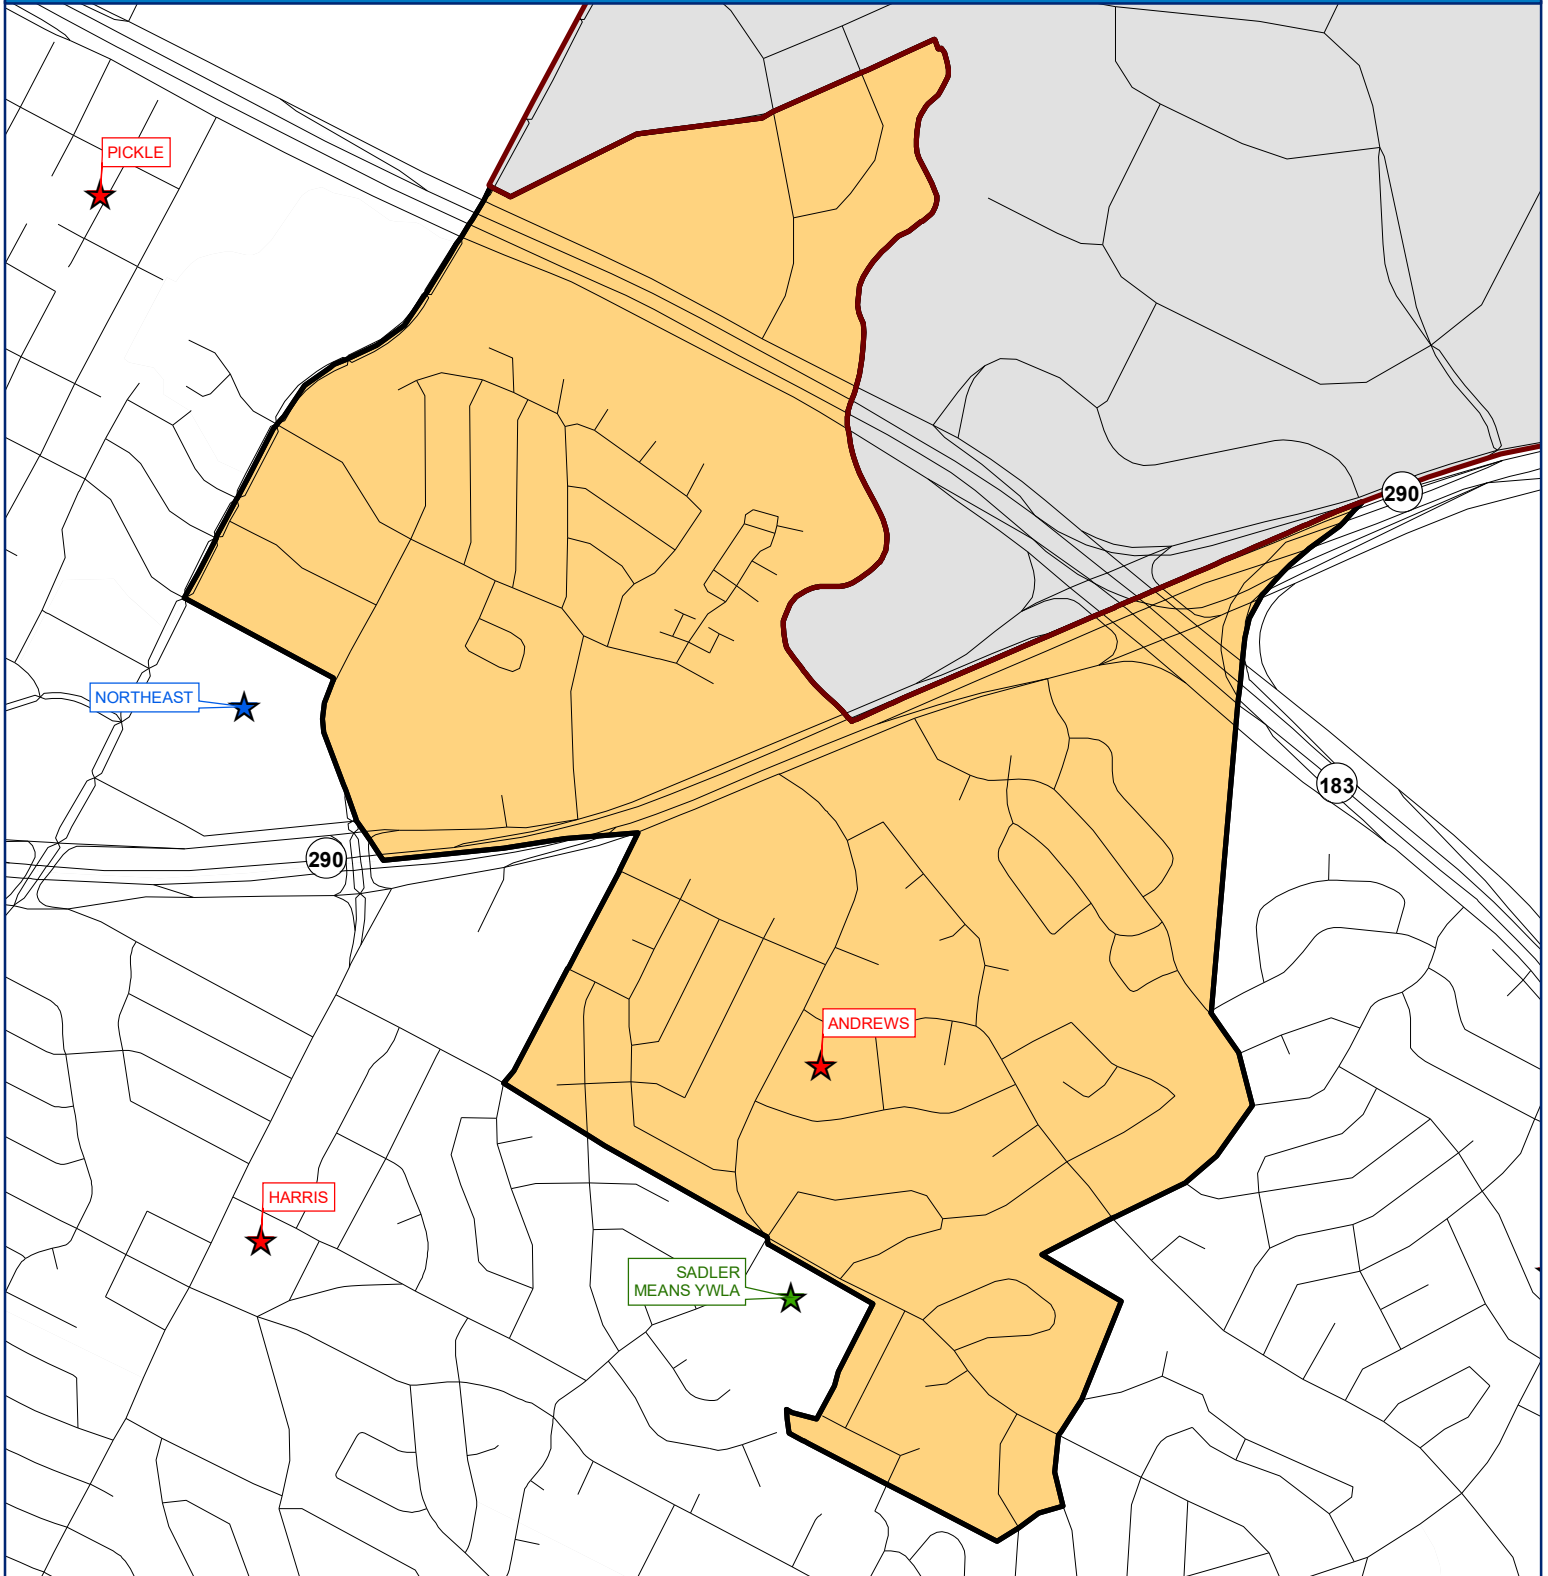 PICKLE
290
NORTHEAST
183
290
ANDREWS
HARRIS
SADLER
MEANS YWLA